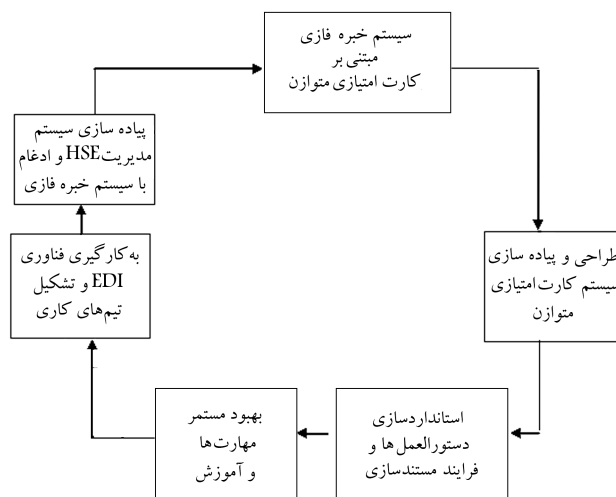 سیستم خبره فازی
مبتنی بر
کارت امتیازی متوازن
طراحی و پیاده سازی
سیستم کارت امتیازی
متوازن
استانداردسازی
دستورالعمل‌ها و
فرایند مستندسازی
بهبود مستمر
مهارت‌ها
و آموزش
به‌کارگیری فناوری
EDI و تشکیل
تیم‌های کاری
پیاده سازی سیستم
مدیریت HSE و ادغام
با سیستم خبره فازی